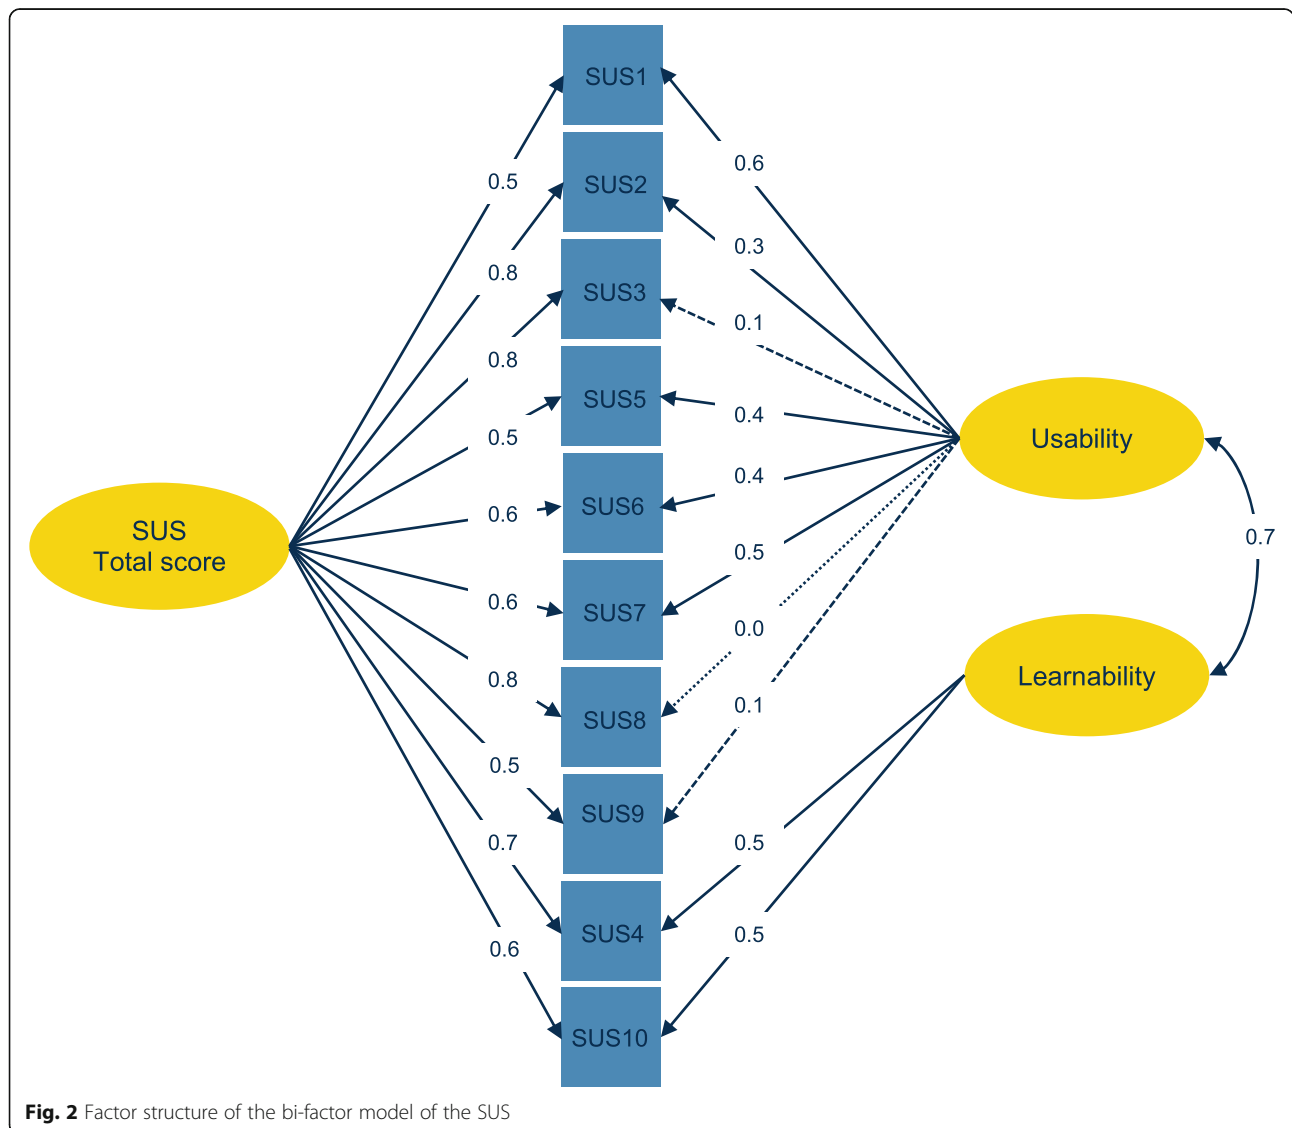 SUS1
0.6
0.5
SUS2
0.3
0.8
SUS3
0.1
0.8
SUS5
0.4
0.5
Usability
0.4
SUS6
0.6
SUS
Total score
0.7
0.5
0.6
SUS7
0.0
0.8
Learnability
0.1
SUS8
0.5
SUS9
0.7
0.5
SUS4
0.5
0.6
SUS10
Fig. 2 Factor structure of the bi-factor model of the SUS